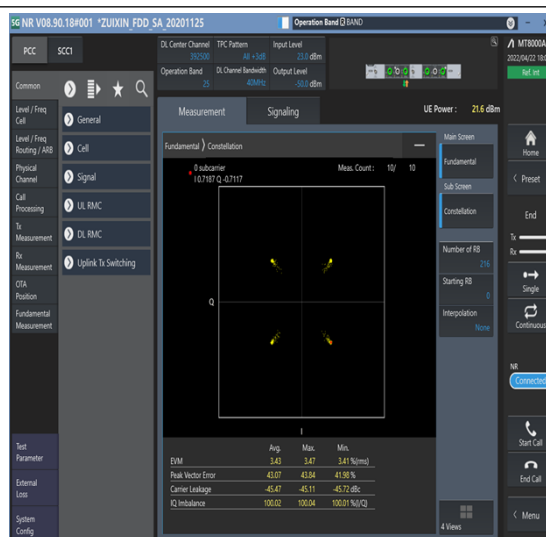 5G NR V08.90.18#001 *ZUIXIN_FDD_SA_20201125
Operation Band Q BAND
PCC
SCC1
DL Center Channel
392500
TPC Pattern
All +3dB
Input Level
23.0 dBm
Operation Band
25
DL Channel Bandwidth
40MHz
Output Level
-50.0 dBm
MT8000A
2022/04/22 18:0
Ref. int
Common
Level / Freq
Cell
Level / Freq
Routing / ARB
Physical
Channel
Call
Processing
Tx
Measurement
Rx
Measurement
OTA
Position
Fundamental
Measurement
Test
Parameter
External
Loss
System
Config
General
Cell
Signal
UL RMC
DL RMC
Uplink Tx Switching
Measurement
Signaling
UE Power : 21.6 dBm
Fundamental
Constellation
0 subcarrier
I 0.7187 Q -0.7117
Meas. Count : 10/ 10
Q
I
Avg. Max. Min.
EVM 3.43 3.47 3.41 %(rms)
Peak Vector Error 43.07 43.84 41.98 %
Carrier Leakage -45.47 -45.11 -45.72 dBc
IQ Imbalance 100.02 100.04 100.01 %(I/Q)
Main Screen
Fundamental
Sub Screen
Constellation
Number of RB
216
Starting RB
0
Interpolation
None
4 Views
Home
Preset
End
Tx
Rx
Single
Continuous
NR
Connected
Start Call
End Call
Menu